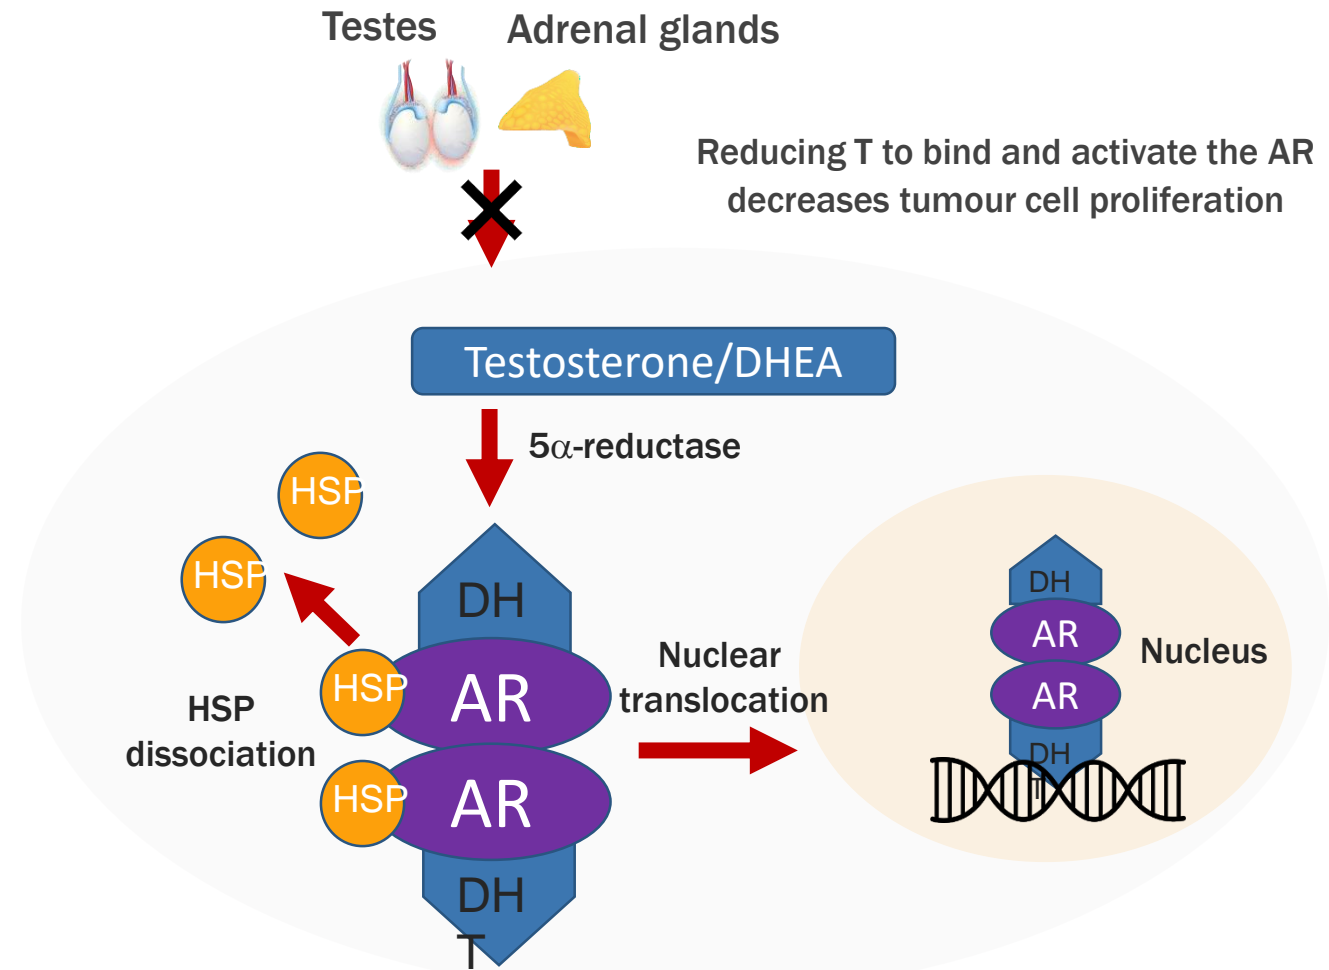 Testes
Adrenal glands
Reducing T to bind and activate the AR
decreases tumour cell proliferation
Testosterone/DHEA
5α-reductase
HSP
HSP
DH
HSP
AR
HSP
dissociation
HSP
AR
DH
T
Nuclear
translocation
DH
AR
AR
Nucleus
DH
T